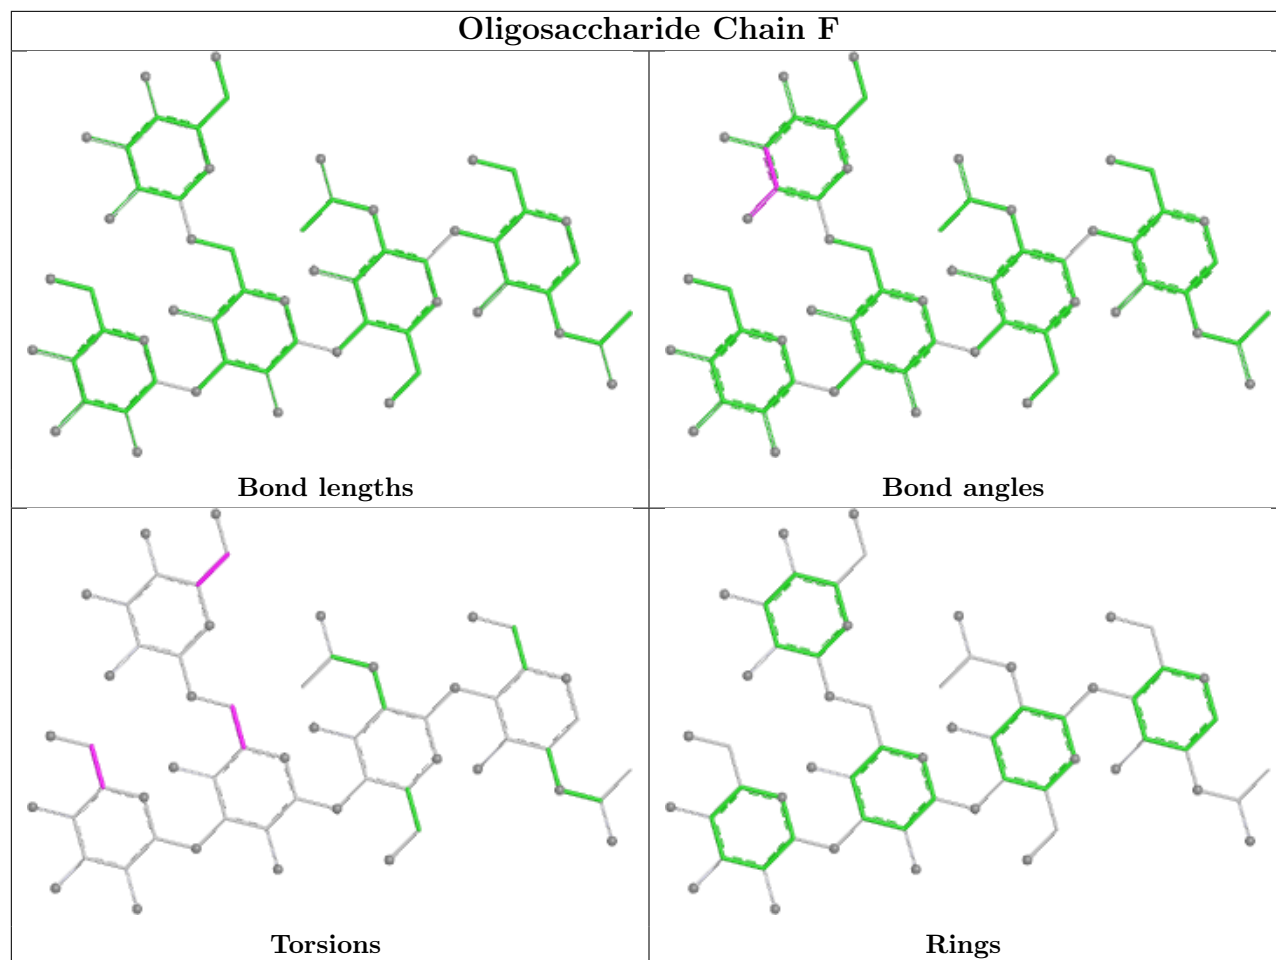 Oligosaccharide Chain F
Bond lengths
Bond angles
Torsions
Rings